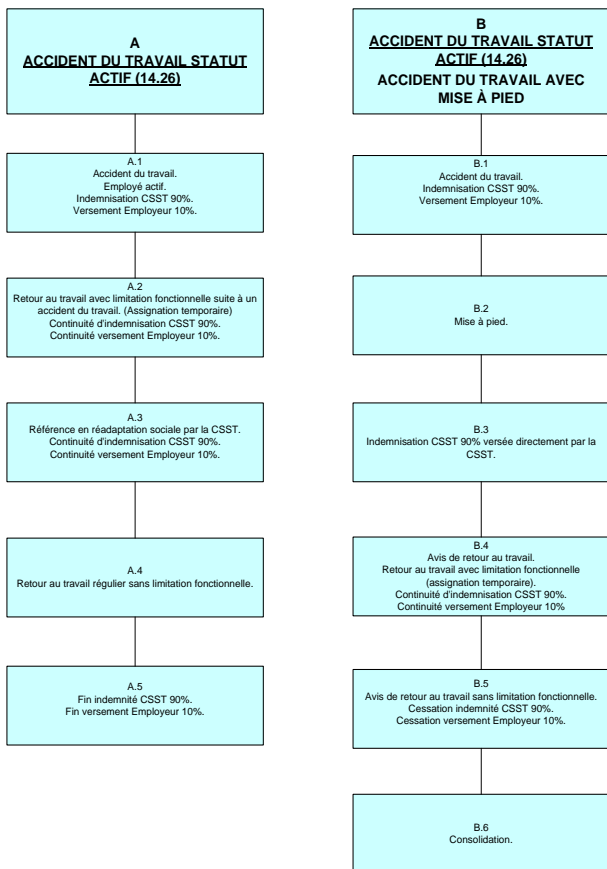 A
ACCIDENT DU TRAVAIL STATUT
ACTIF (14.26)
A.1
Accident du travail.
Employé actif.
Indemnisation CSST 90%.
Versement Employeur 10%.
A.2
Retour au travail avec limitation fonctionnelle suite à un
accident du travail. (Assignation temporaire)
Continuité d'indemnisation CSST 90%.
Continuité versement Employeur 10%.
A.3
Référence en réadaptation sociale par la CSST.
Continuité d'indemnisation CSST 90%.
Continuité versement Employeur 10%.
A.4
Retour au travail régulier sans limitation fonctionnelle.
A.5
Fin indemnité CSST 90%.
Fin versement Employeur 10%.
B
ACCIDENT DU TRAVAIL STATUT
ACTIF (14.26)
ACCIDENT DU TRAVAIL AVEC
MISE À PIED
B.1
Accident du travail.
Indemnisation CSST 90%.
Versement Employeur 10%.
B.2
Mise à pied.
B.3
Indemnisation CSST 90% versée directement par la
CSST.
B.4
Avis de retour au travail.
Retour au travail avec limitation fonctionnelle
(assignation temporaire).
Continuité d'indemnisation CSST 90%.
Continuité versement Employeur 10%
B.5
Avis de retour au travail sans limitation fonctionnelle.
Cessation indemnité CSST 90%.
Cessation versement Employeur 10%.
B.6
Consolidation.